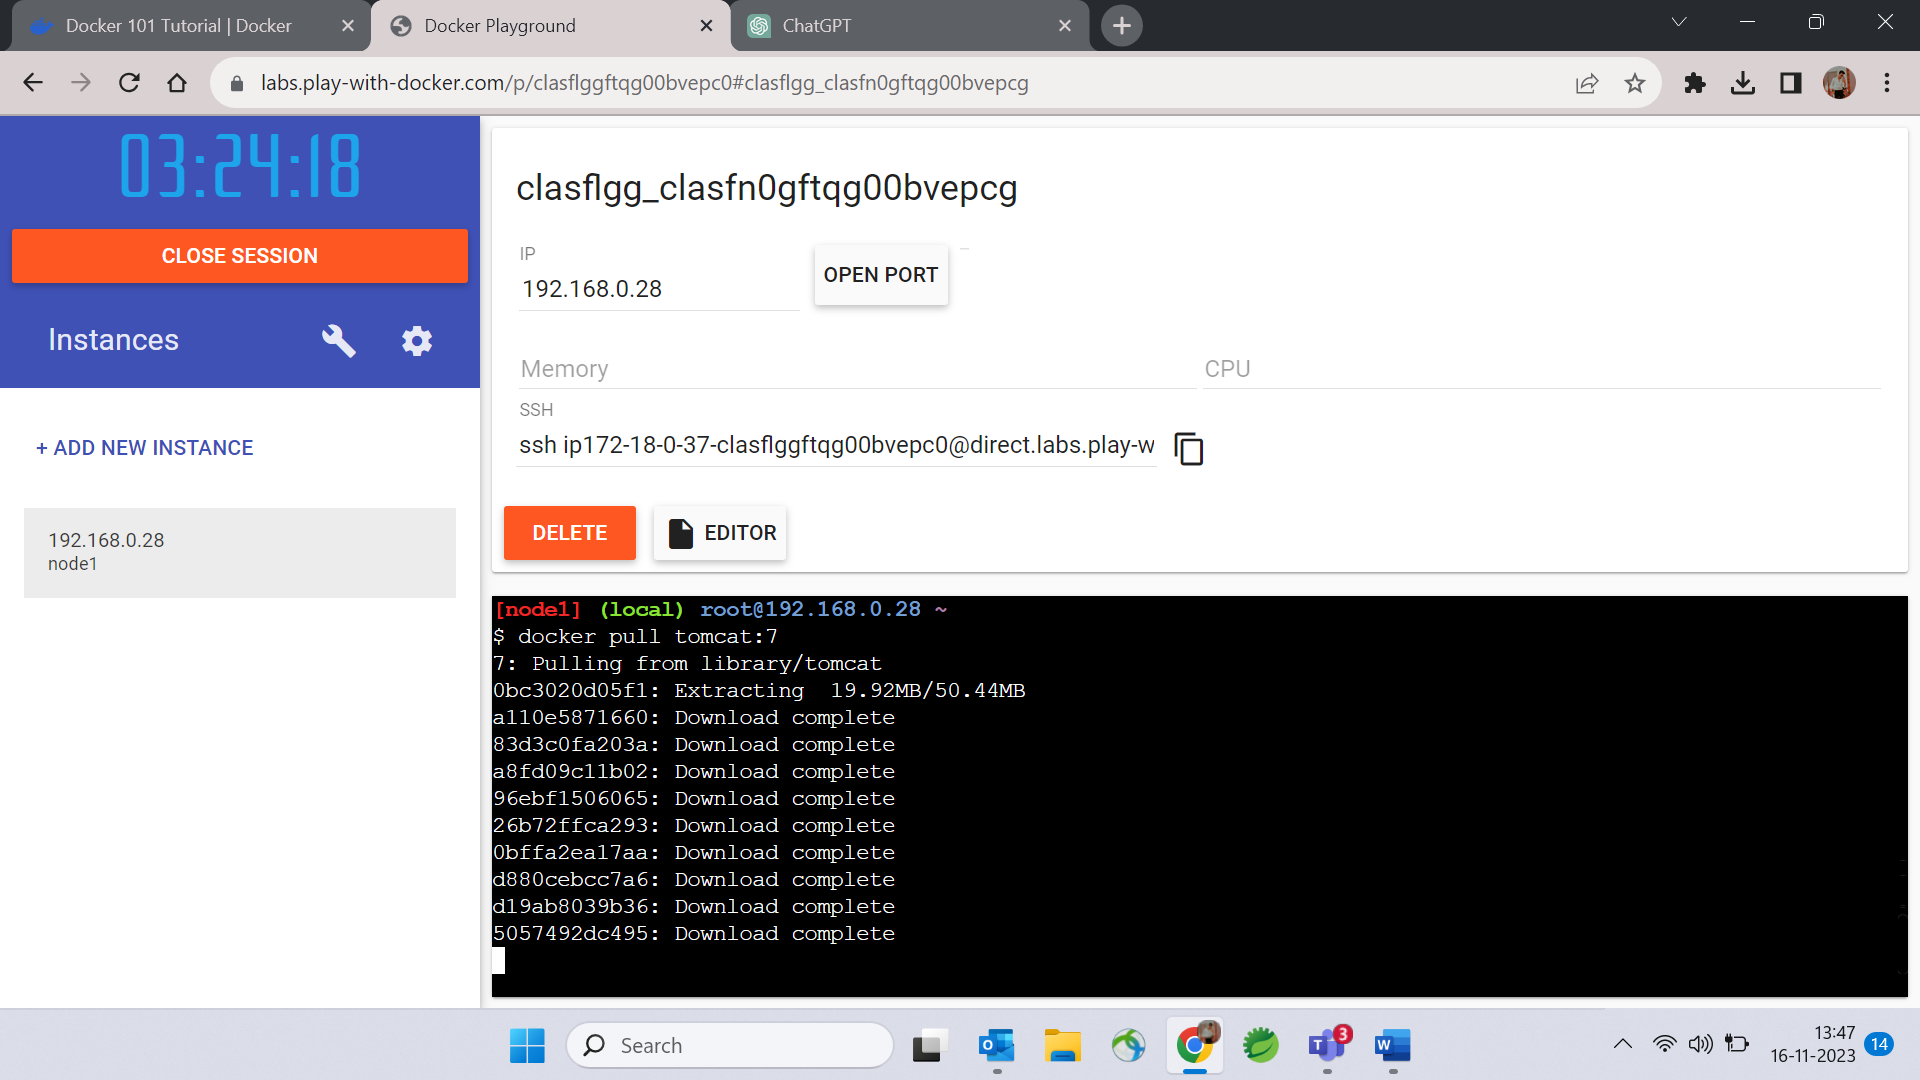 Docker 101 Tutorial | Docker
Docker Playground
ChatGPT
labs.play-with-docker.com/p/clasflggftqg00bvepc0#clasflgg_clasfn0gftqg00bvepcg
03:24:18
CLOSE SESSION
Instances
+ ADD NEW INSTANCE
192.168.0.28
node1
clasflgg_clasfn0gftqg00bvepcg
IP
192.168.0.28
OPEN PORT
Memory
CPU
SSH
ssh ip172-18-0-37-clasflggftqg00bvepc0@direct.labs.play-w
DELETE
EDITOR
[node1] (local) root@192.168.0.28 ~
$ docker pull tomcat:7
7: Pulling from library/tomcat
0bc3020d05f1: Extracting  19.92MB/50.44MB
a110e5871660: Download complete
83d3c0fa203a: Download complete
a8fd09c11b02: Download complete
96ebf1506065: Download complete
26b72ffca293: Download complete
0bffa2ea17aa: Download complete
d880cebcc7a6: Download complete
d19ab8039b36: Download complete
5057492dc495: Download complete
Search
3
13:47
16-11-2023
14